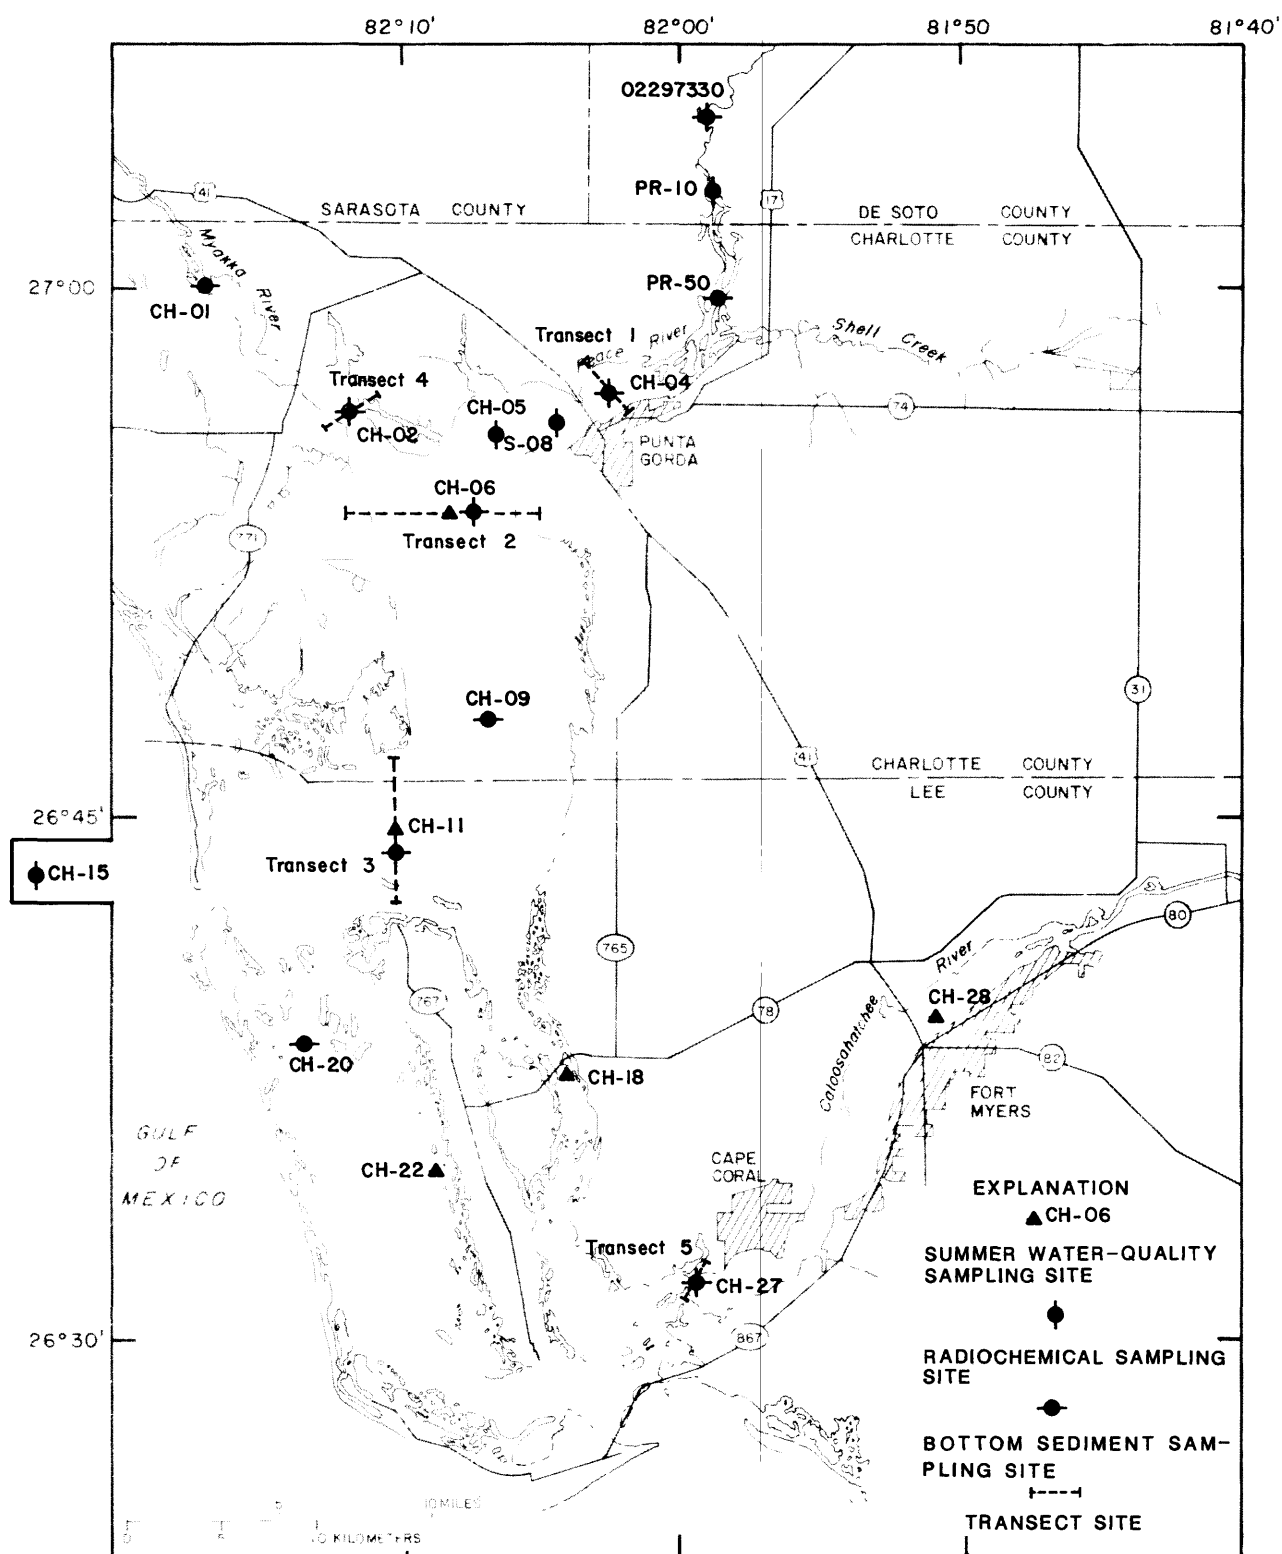 82°10'
82°00'
81°50'
81°40'
02297330
PR-10
41
17
SARASOTA COUNTY
DE SOTO COUNTY
CHARLOTTE COUNTY
Myakka River
27°00'
PR-50
CH-01
Transect 1
Peace River
Shell Creek
Transect 4
CH-04
CH-05
74
CH-02
S-08
PUNTA
GORDA
CH-06
771
Transect 2
CH-09
31
41
CHARLOTTE COUNTY
LEE COUNTY
26°45'
CH-11
Transect 3
CH-15
80
765
River
767
CH-28
78
Caloosahatchee
CH-20
82
CH-18
FORT
MYERS
GULF
OF
MEXICO
CAPE
CORAL
CH-22
EXPLANATION
CH-06
Transect 5
SUMMER WATER-QUALITY
SAMPLING SITE
CH-27
26°30'
867
RADIOCHEMICAL SAMPLING
SITE
BOTTOM SEDIMENT SAM-
PLING SITE
TRANSECT SITE
MILES
KILOMETERS